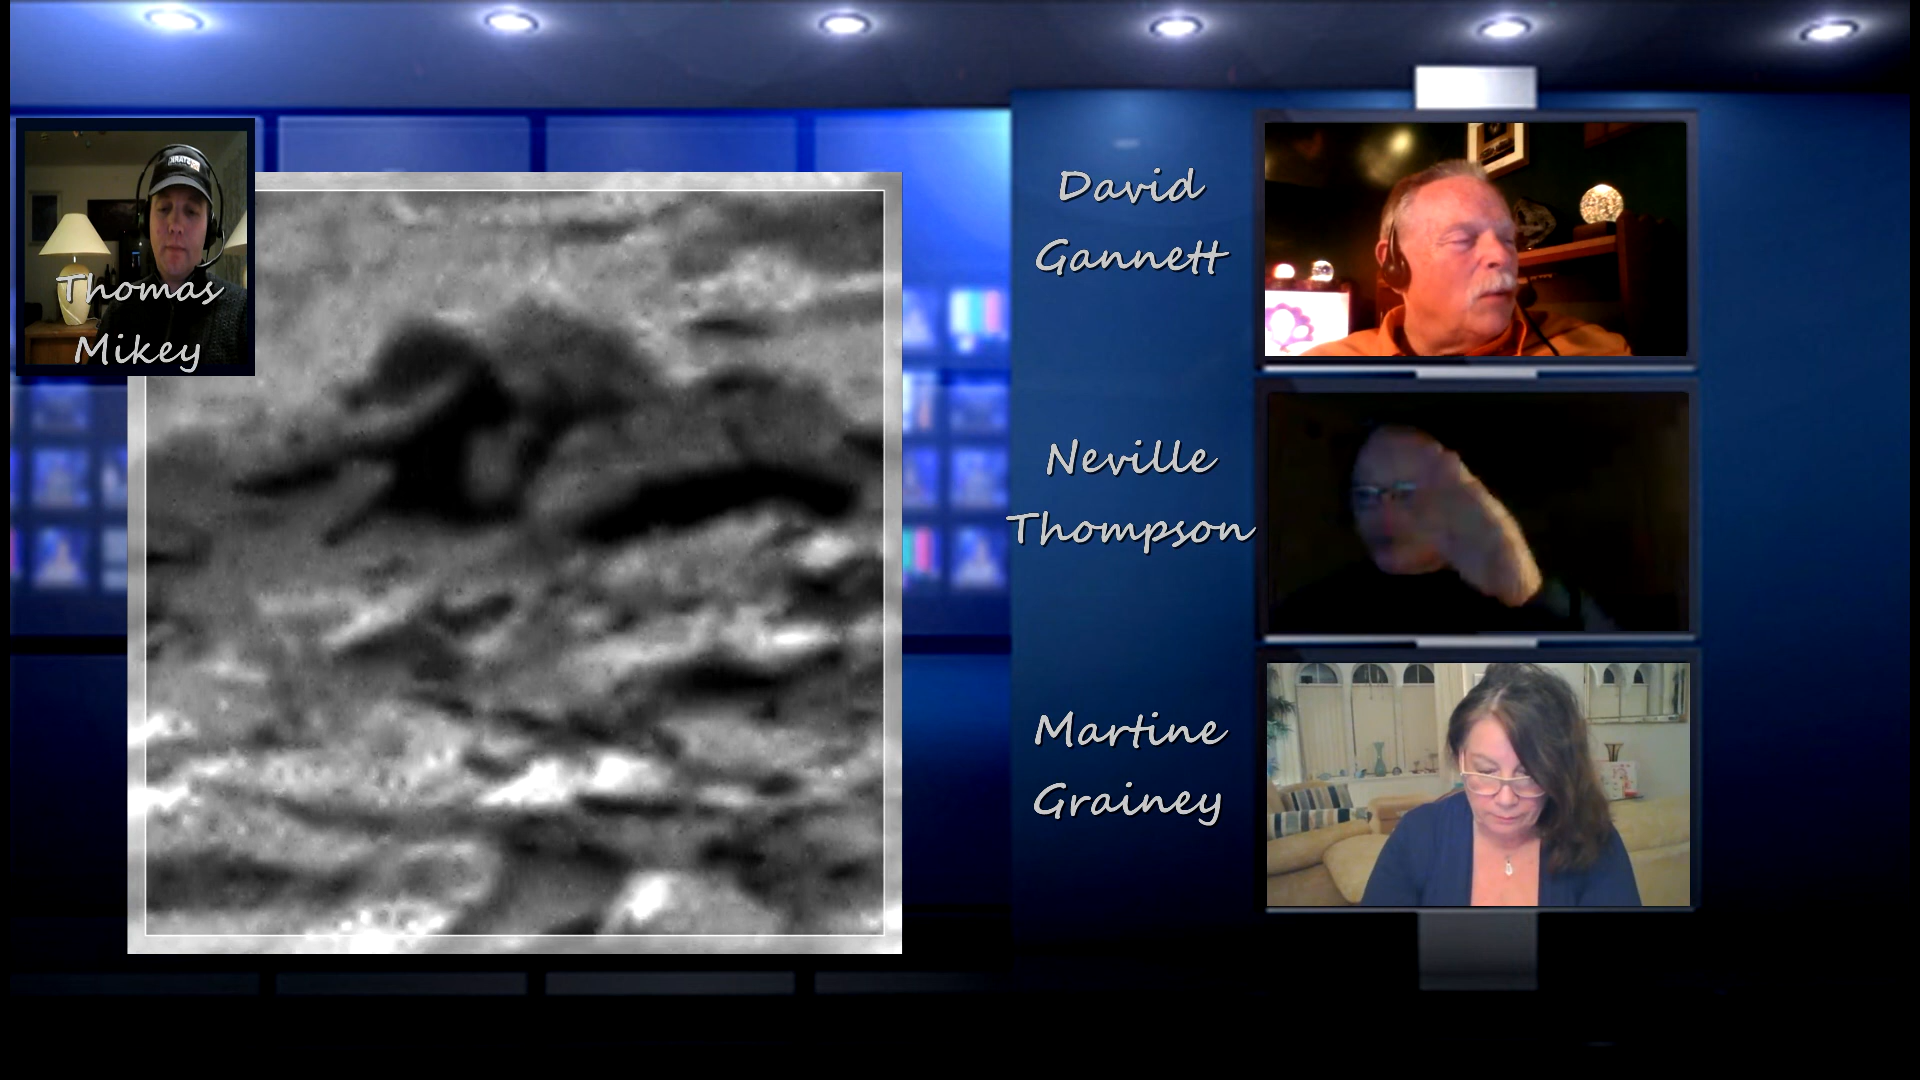 Thomas
Mikey
David
Gannett
Neville
Thompson
Martine
Grainey